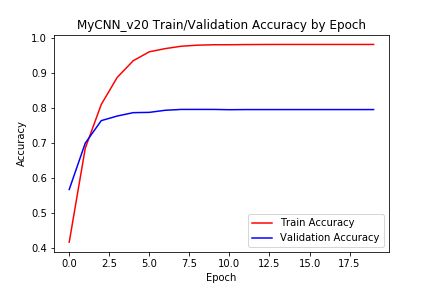 MyCNN_v20 Train/Validation Accuracy by Epoch
1.0
0.9
0.8
0.7
0.6
0.5
0.4
Accuracy
0.0 2.5 5.0 7.5 10.0 12.5 15.0 17.5
Epoch
Train Accuracy
Validation Accuracy